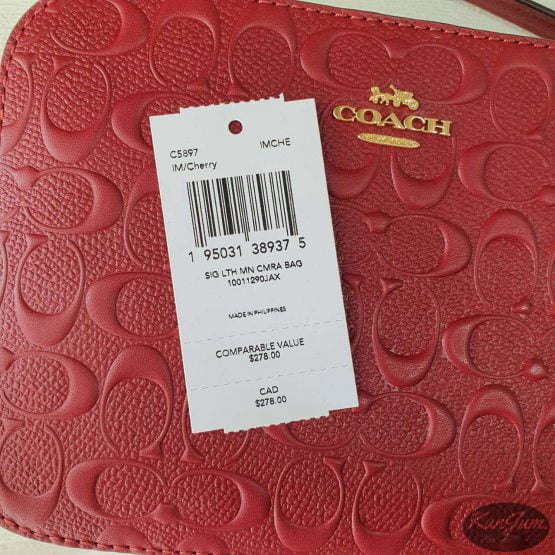 COACH
C5897 IMCHE
IM/Cherry
1 95031 38937 5
SIG LTH MN CMRA BAG
10011290JAX
MADE IN PHILIPPINES
COMPARABLE VALUE
$278.00
CAD
$278.00